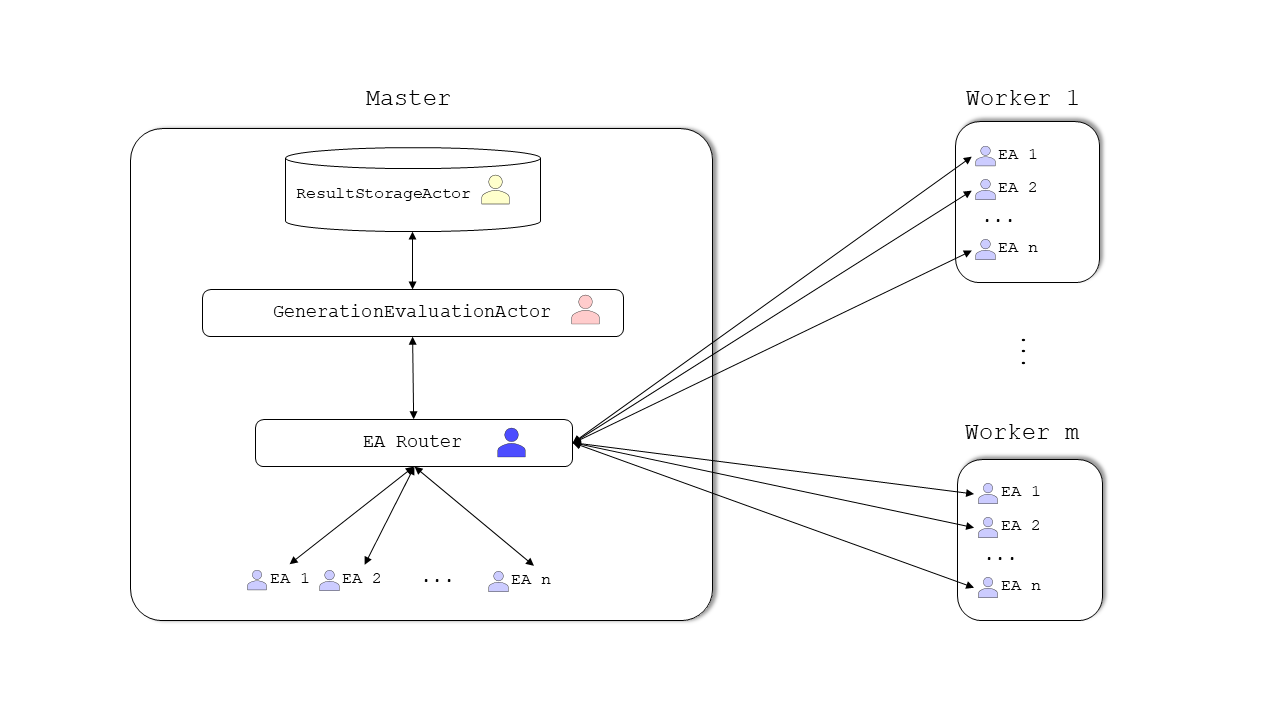 Master
ResultStorageActor
GenerationEvaluationActor
EA Router
EA 1
EA 2
...
EA n
Worker 1
EA 1
EA 2
...
EA n
...
Worker m
EA 1
EA 2
...
EA n